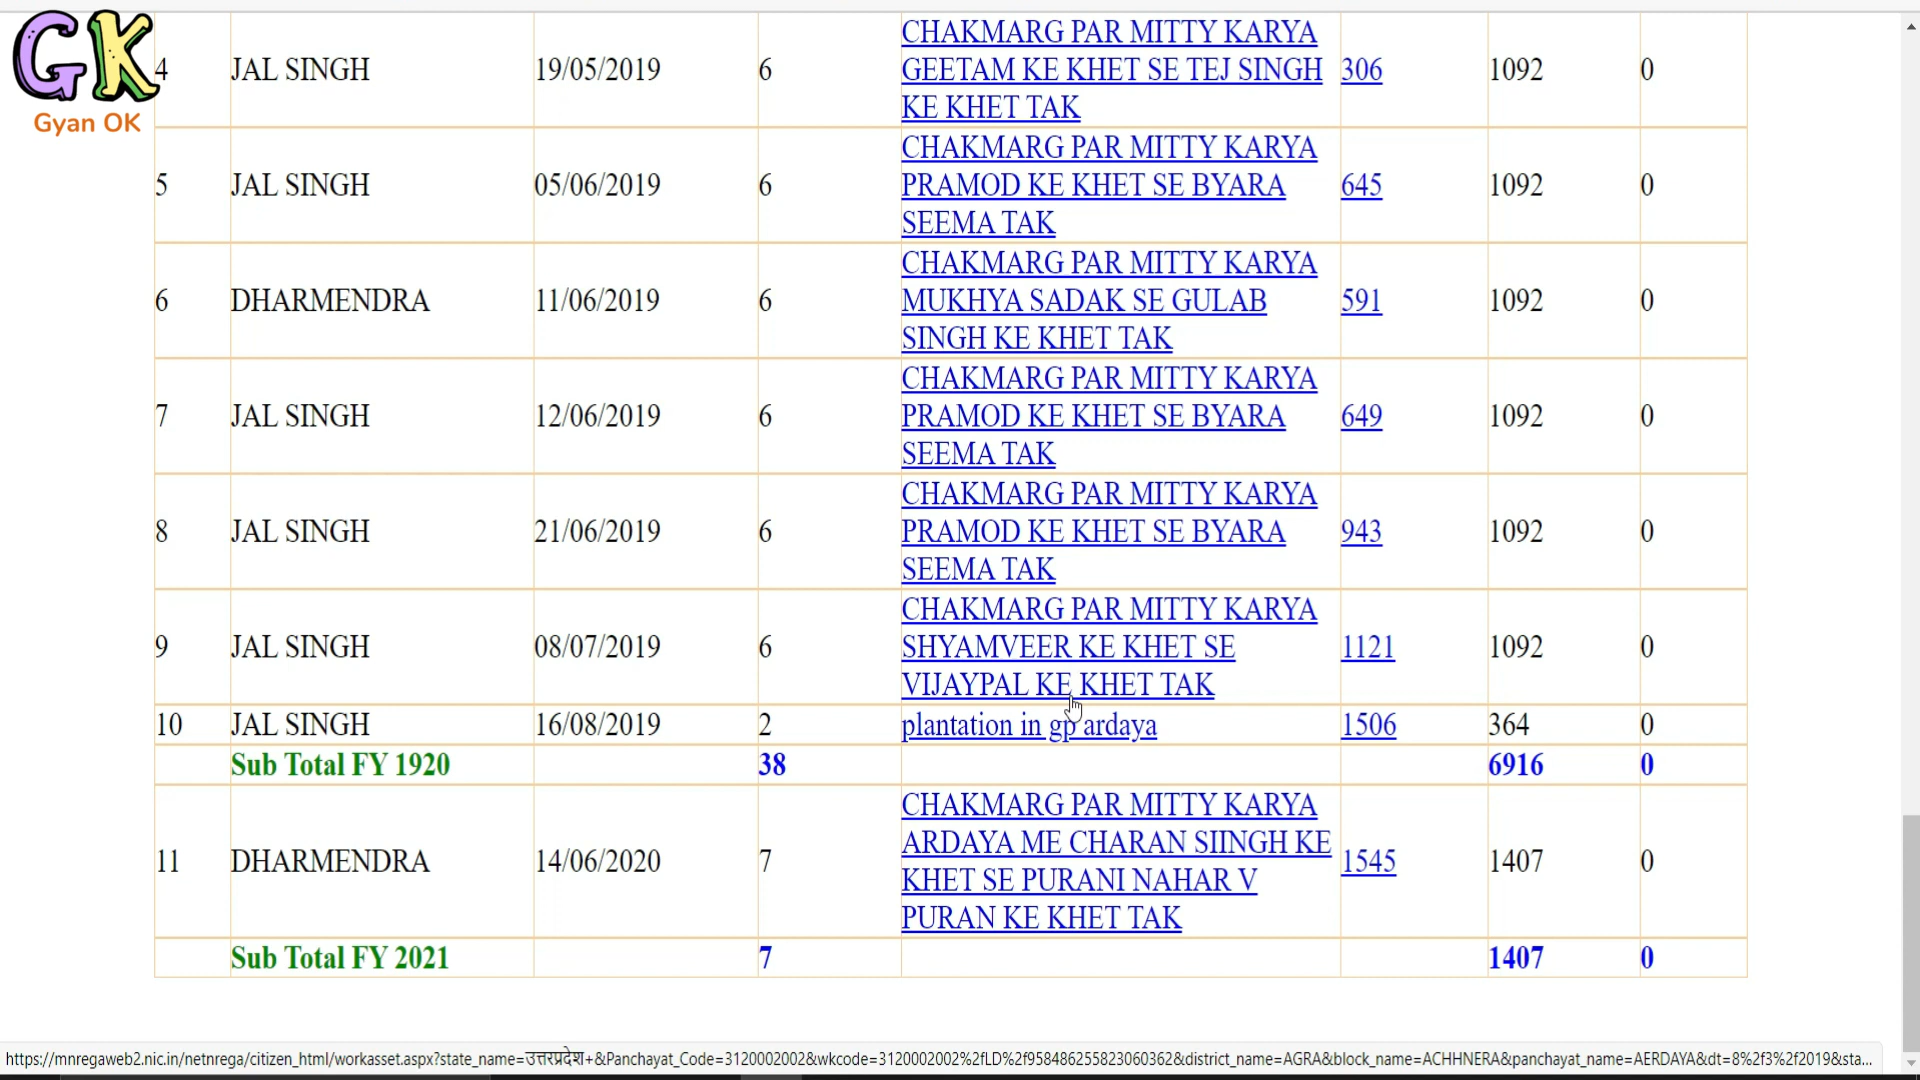 GK
Gyan OK
CHAKMARG PAR MITTY KARYA
4 JAL SINGH 19/05/2019 6 GEETAM KE KHET SE TEJ SINGH 306 1092 0
KE KHET TAK
CHAKMARG PAR MITTY KARYA
5 JAL SINGH 05/06/2019 6 PRAMOD KE KHET SE BYARA 645 1092 0
SEEMA TAK
CHAKMARG PAR MITTY KARYA
6 DHARMENDRA 11/06/2019 6 MUKHYA SADAK SE GULAB 591 1092 0
SINGH KE KHET TAK
CHAKMARG PAR MITTY KARYA
7 JAL SINGH 12/06/2019 6 PRAMOD KE KHET SE BYARA 649 1092 0
SEEMA TAK
CHAKMARG PAR MITTY KARYA
8 JAL SINGH 21/06/2019 6 PRAMOD KE KHET SE BYARA 943 1092 0
SEEMA TAK
CHAKMARG PAR MITTY KARYA
9 JAL SINGH 08/07/2019 6 SHYAMVEER KE KHET SE 1121 1092 0
VIJAYPAL KE KHET TAK
10 JAL SINGH 16/08/2019 2 plantation in gp ardaya 1506 364 0
Sub Total FY 1920 38 6916 0
CHAKMARG PAR MITTY KARYA
ARDAYA ME CHARAN SIINGH KE
11 DHARMENDRA 14/06/2020 7 KHET SE PURANI NAHAR V 1545 1407 0
PURAN KE KHET TAK
Sub Total FY 2021 7 1407 0
https://mnregaweb2.nic.in/netnrega/citizen_html/workasset.aspx?state_name=उत्तरप्रदेश+&Panchayat_Code=3120002002&wkcode=3120002002%2fLD%2f958486255823060362&district_name=AGRA&block_name=ACHHNERA&panchayat_name=AERDAYA&dt=8%2f3%2f2019&sta...